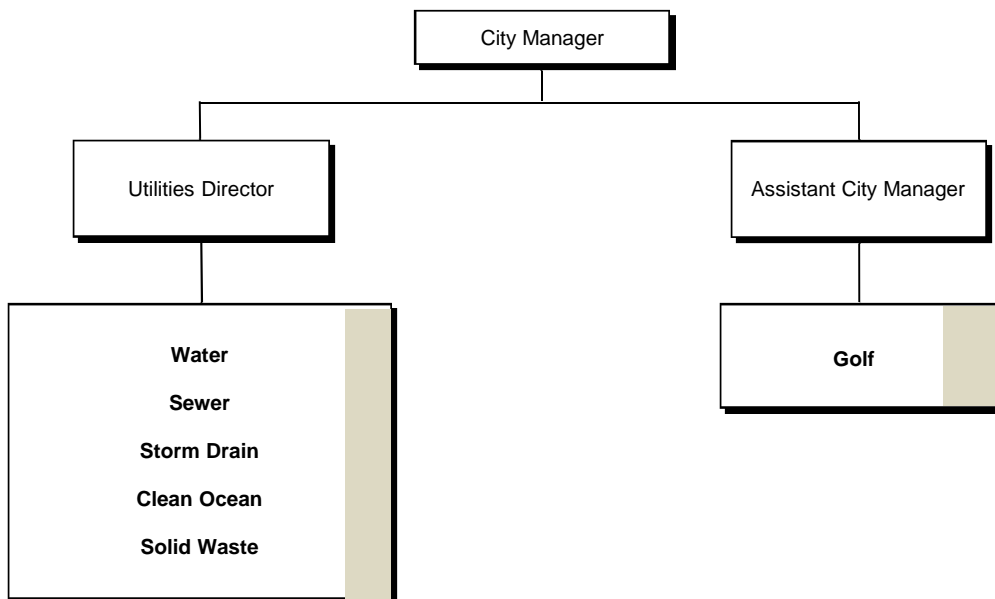 City Manager
Utilities Director
Assistant City Manager
Water
Sewer
Storm Drain
Clean Ocean
Solid Waste
Golf